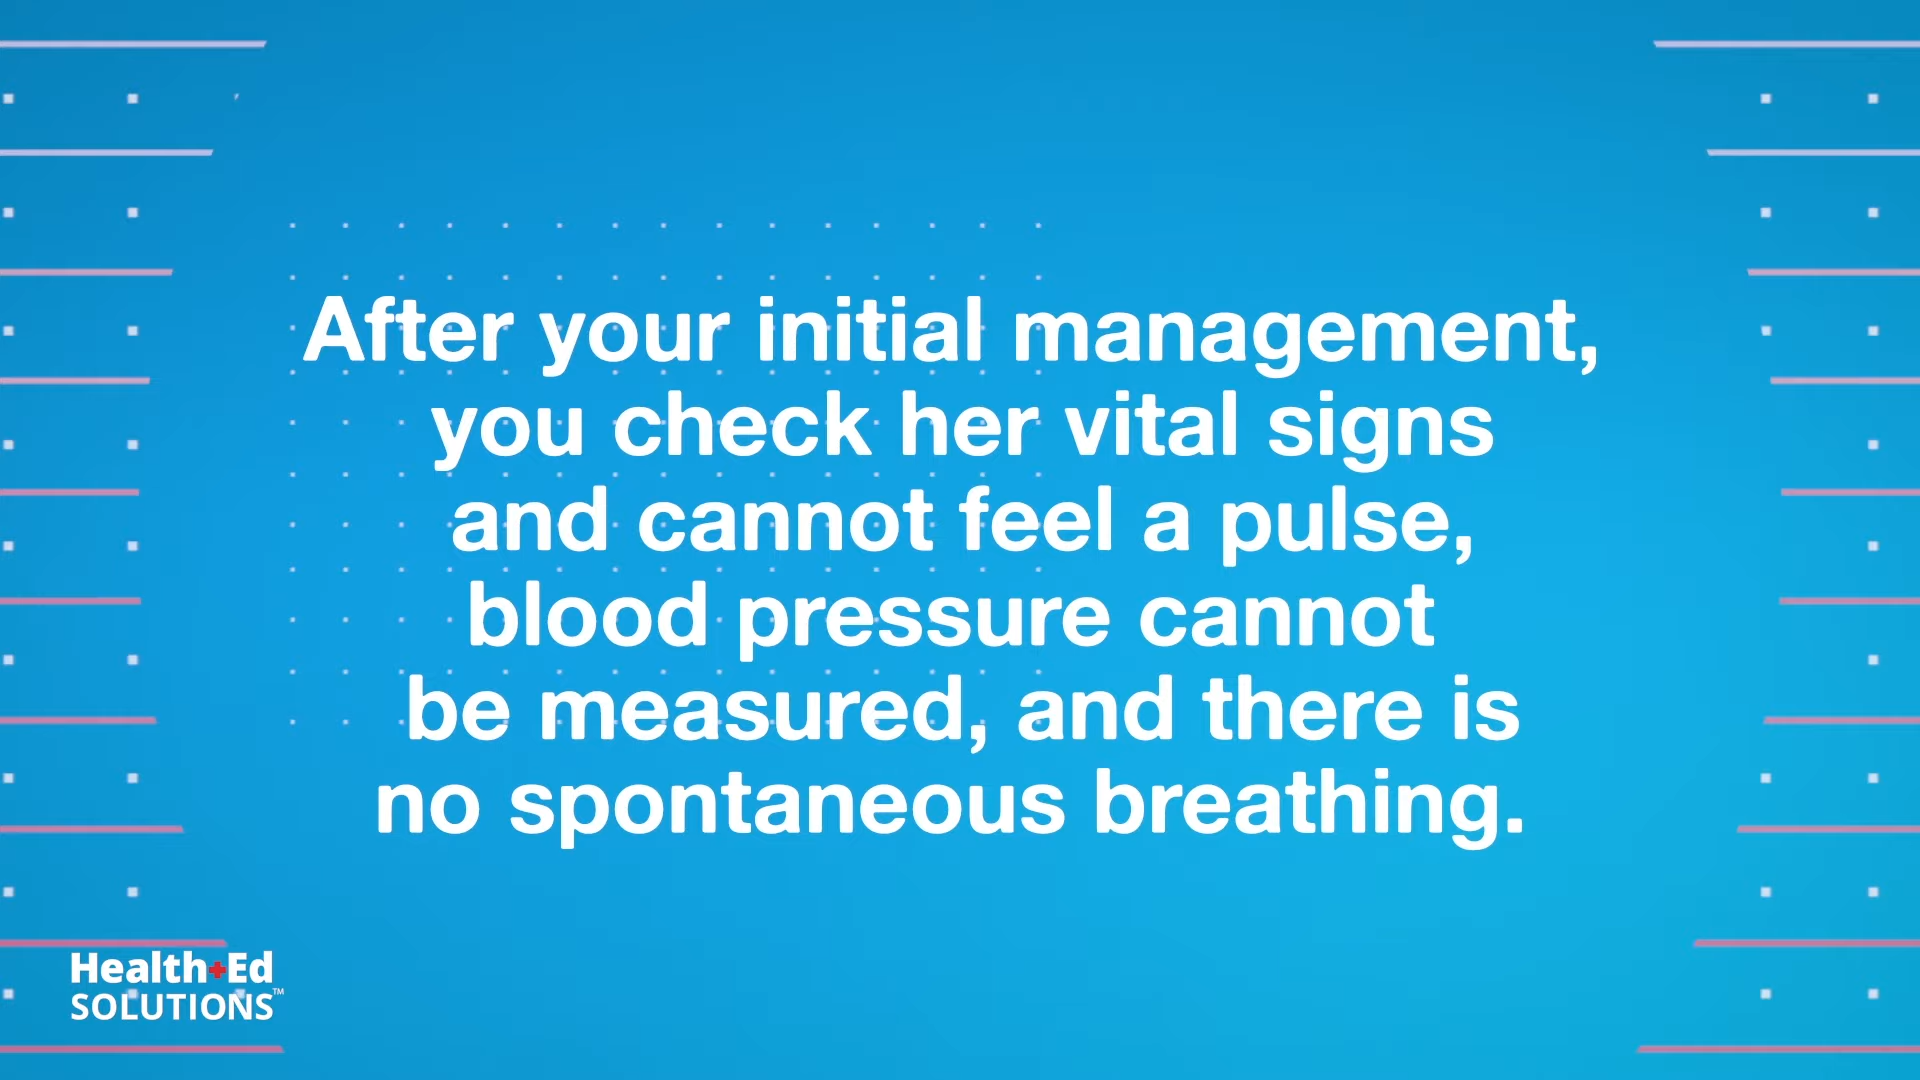 After your initial management,
you check her vital signs
and cannot feel a pulse,
blood pressure cannot
be measured, and there is
no spontaneous breathing.
Health+Ed
SOLUTIONS™